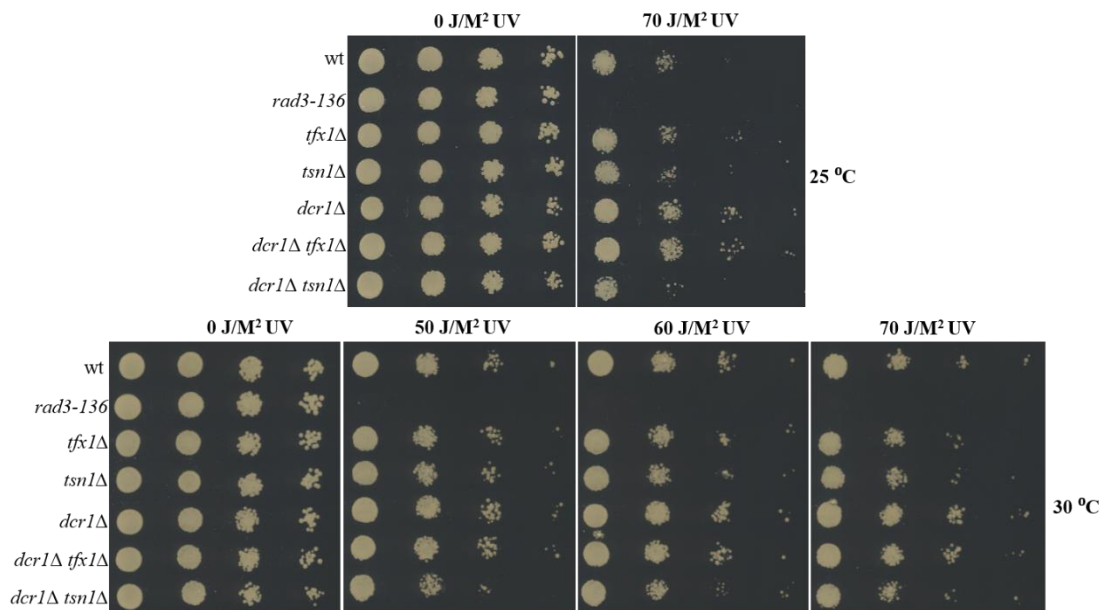 0 J/M² UV 70 J/M² UV
wt
rad3-136
tfx1Δ
tsn1Δ
dcr1Δ
dcr1Δ tfx1Δ
dcr1Δ tsn1Δ
25 ⁰C
0 J/M² UV 50 J/M² UV 60 J/M² UV 70 J/M² UV
wt
rad3-136
tfx1Δ
tsn1Δ
dcr1Δ
dcr1Δ tfx1Δ
dcr1Δ tsn1Δ
30 ⁰C